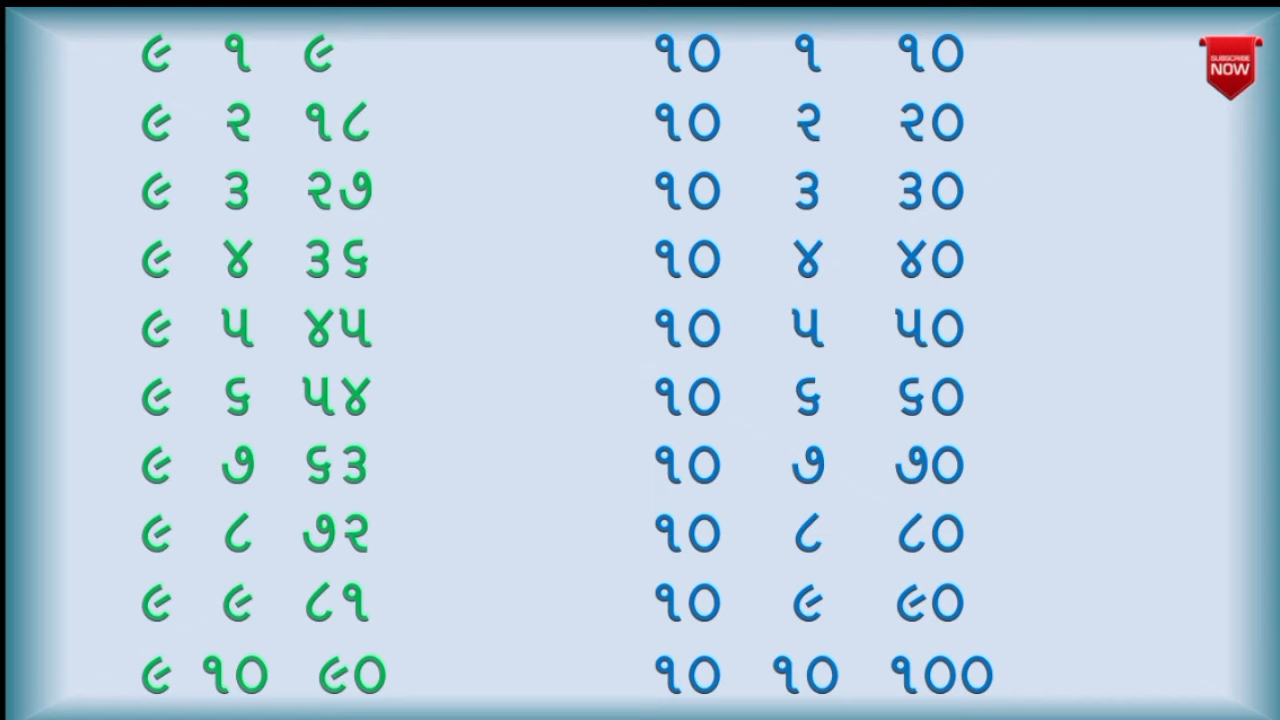 ૯ ૧ ૯
૯ ૨ ૧૮
૯ ૩ ૨૭
૯ ૪ ૩૬
૯ ૫ ૪૫
૯ ૬ ૫૪
૯ ૭ ૬૩
૯ ૮ ૭૨
૯ ૯ ૮૧
૯ ૧૦ ૯૦
૧૦ ૧ ૧૦
૧૦ ૨ ૨૦
૧૦ ૩ ૩૦
૧૦ ૪ ૪૦
૧૦ ૫ ૫૦
૧૦ ૬ ૬૦
૧૦ ૭ ૭૦
૧૦ ૮ ૮૦
૧૦ ૯ ૯૦
૧૦ ૧૦ ૧૦૦
SUBSCRIBE
NOW